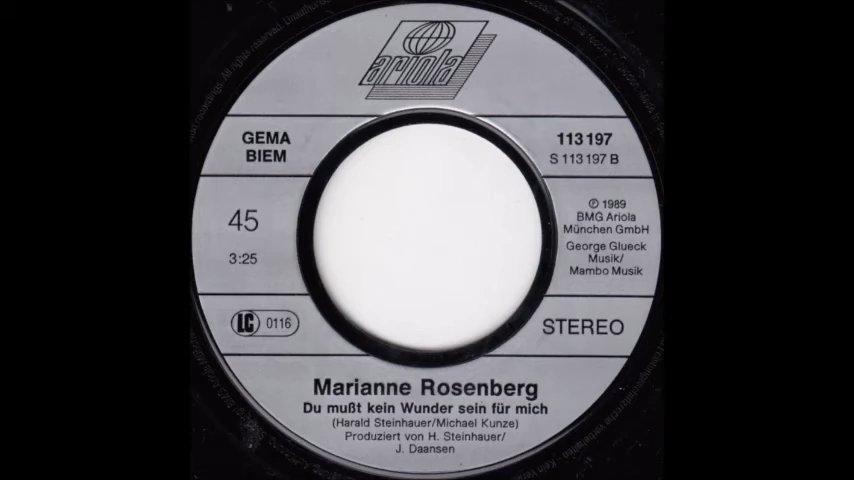 ariola
GEMA
BIEM
113 197
S 113 197 B
45
3:25
℗ 1989
BMG Ariola
München GmbH
George Glueck
Musik/
Mambo Musik
LC 0116
STEREO
Marianne Rosenberg
Du mußt kein Wunder sein für mich
(Harald Steinhauer/Michael Kunze)
Produziert von H. Steinhauer/
J. Daansen